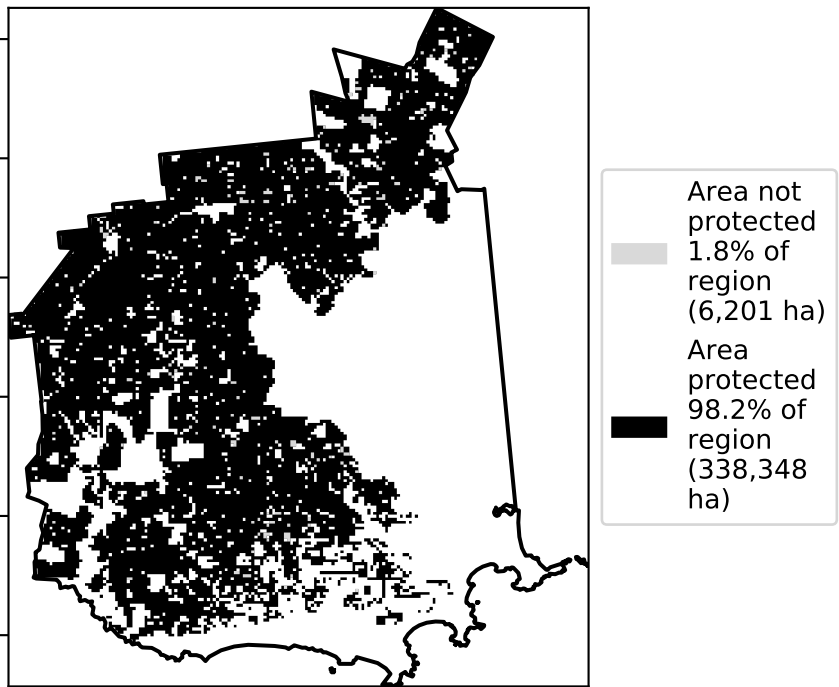 Area not
protected
1.8% of
region
(6,201 ha)
Area
protected
98.2% of
region
(338,348
ha)